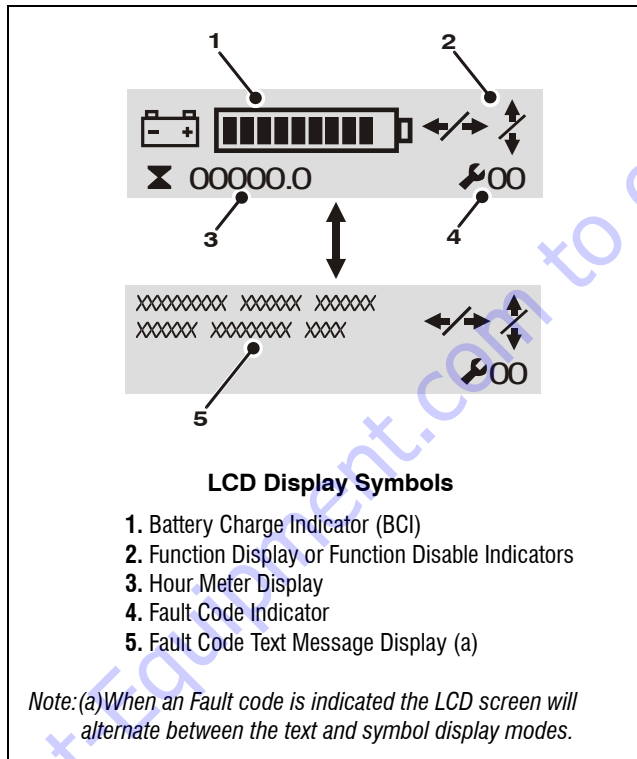 1
2
00000.0
00
3
4
XXXXXXXXX XXXXXX XXXXXX
XXXXXX XXXXXXXX XXXX
00
5
LCD Display Symbols
1. Battery Charge Indicator (BCI)
2. Function Display or Function Disable Indicators
3. Hour Meter Display
4. Fault Code Indicator
5. Fault Code Text Message Display (a)
Note:(a)When an Fault code is indicated the LCD screen will
alternate between the text and symbol display modes.